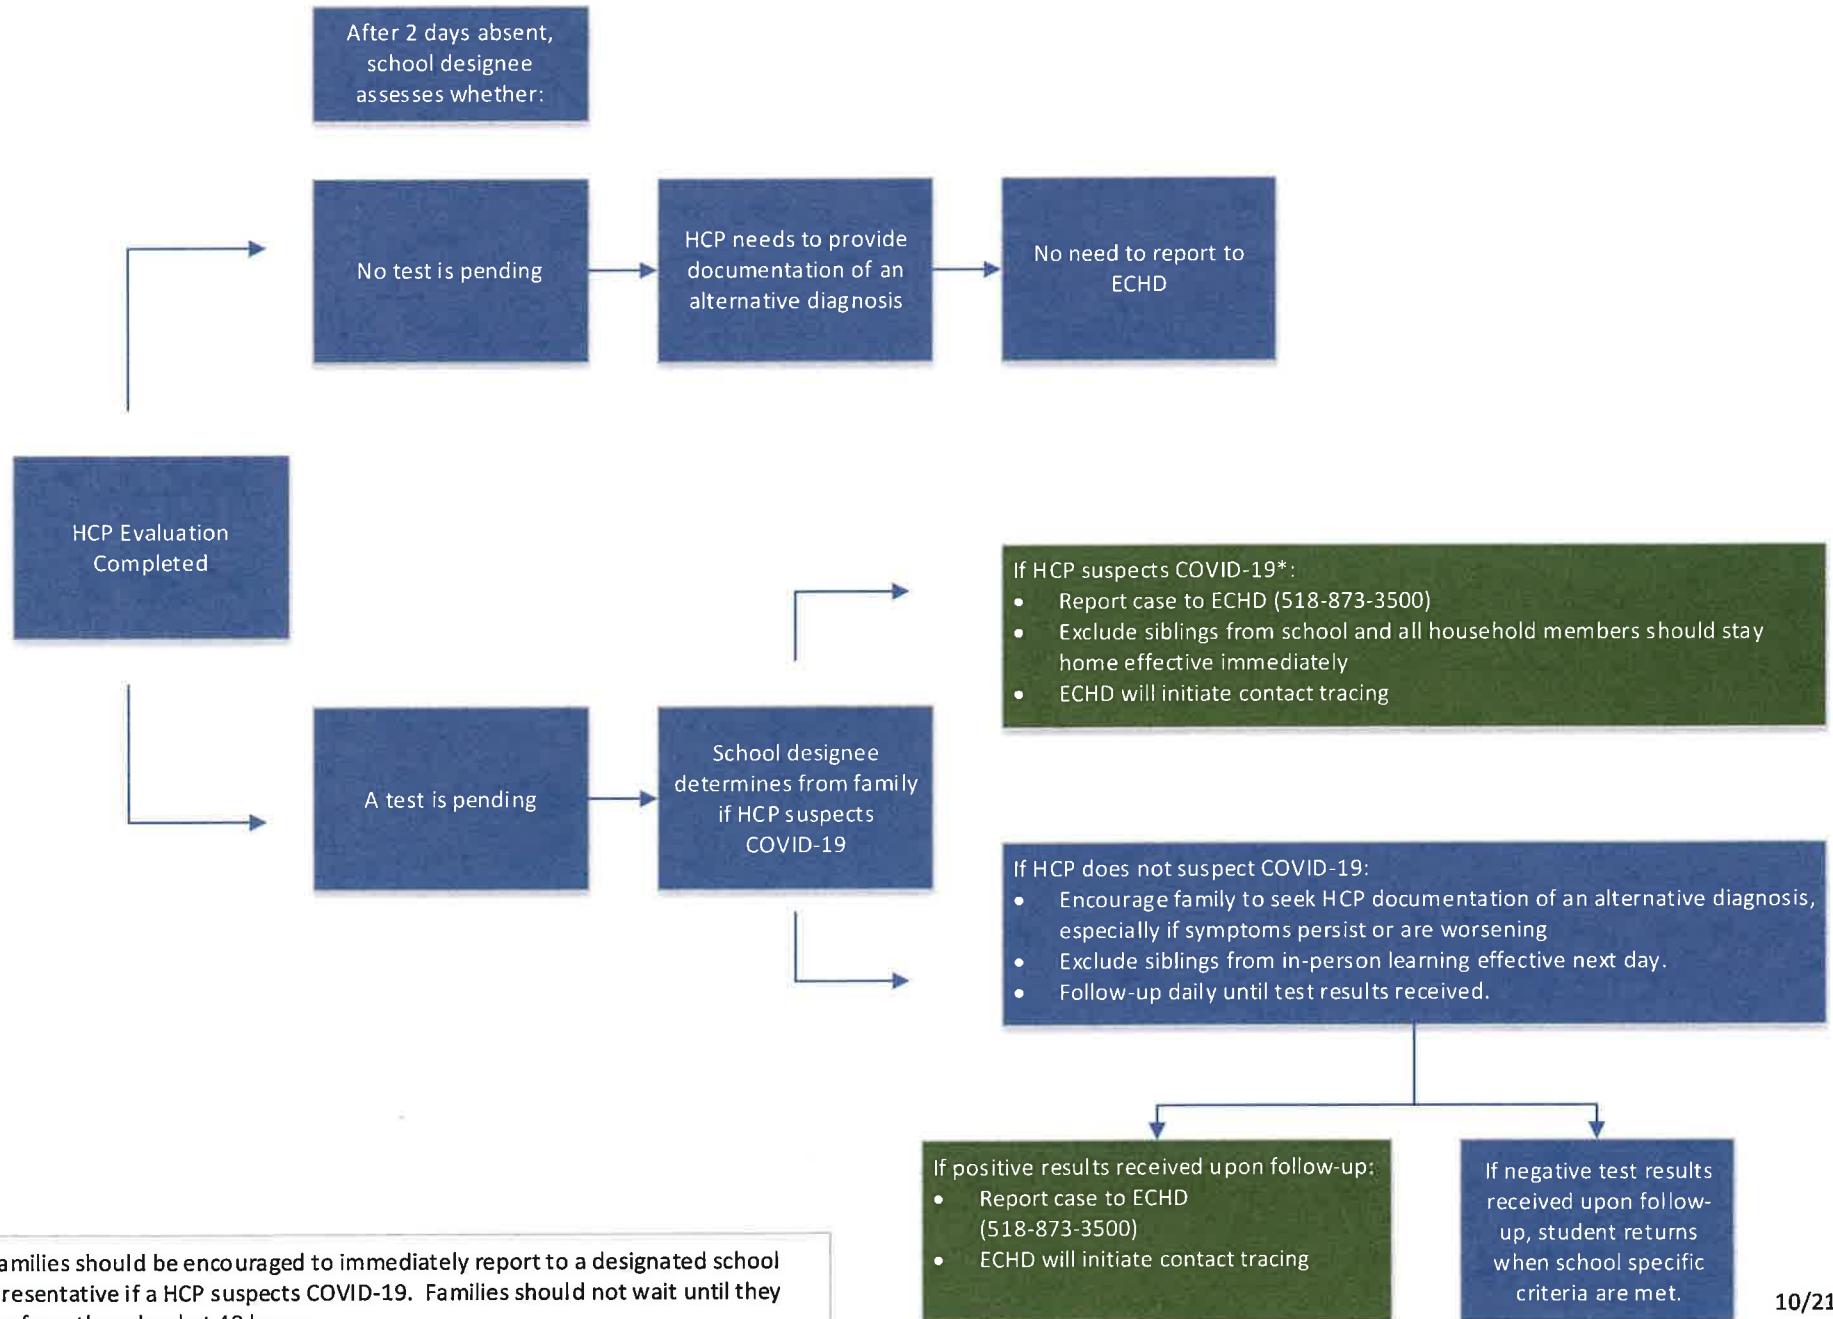 After 2 days absent,
school designee
assesses whether:
No test is pending
HCP needs to provide
documentation of an
alternative diagnosis
No need to report to
ECHD
HCP Evaluation
Completed
A test is pending
School designee
determines from family
if HCP suspects
COVID-19
If HCP suspects COVID-19*:
• Report case to ECHD (518-873-3500)
• Exclude siblings from school and all household members should stay
home effective immediately
• ECHD will initiate contact tracing
If HCP does not suspect COVID-19:
• Encourage family to seek HCP documentation of an alternative diagnosis,
especially if symptoms persist or are worsening
• Exclude siblings from in-person learning effective next day.
• Follow-up daily until test results received.
If positive results received upon follow-up:
• Report case to ECHD
(518-873-3500)
• ECHD will initiate contact tracing
If negative test results
received upon follow-
up, student returns
when school specific
criteria are met.
amilies should be encouraged to immediately report to a designated school
resentative if a HCP suspects COVID-19. Families should not wait until they
10/21